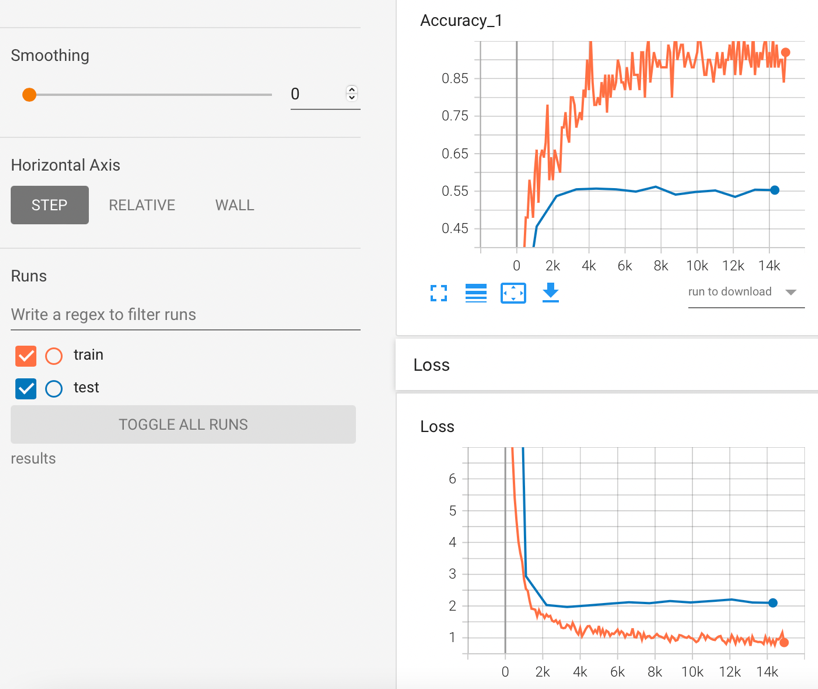 Smoothing
0
Horizontal Axis
STEP RELATIVE WALL
Runs
Write a regex to filter runs
train
test
TOGGLE ALL RUNS
results
Accuracy_1
0.85
0.75
0.65
0.55
0.45
0 2k 4k 6k 8k 10k 12k 14k
run to download
Loss
Loss
6
5
4
3
2
1
0 2k 4k 6k 8k 10k 12k 14k